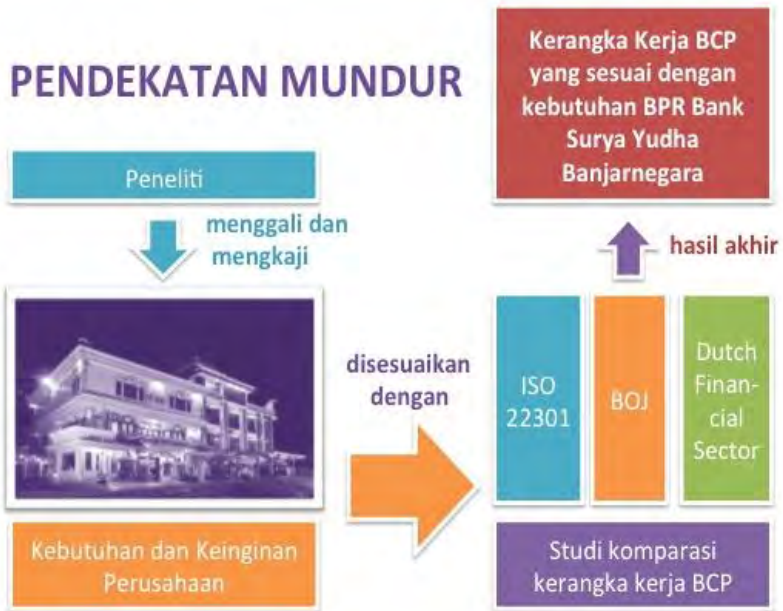 PENDEKATAN MUNDUR
Peneliti
menggali dan
mengkaji
Kebutuhan dan Keinginan
Perusahaan
disesuaikan
dengan
ISO
22301
BOJ
Dutch
Finan-
cial
Sector
Studi komparasi
kerangka kerja BCP
hasil akhir
Kerangka Kerja BCP
yang sesuai dengan
kebutuhan BPR Bank
Surya Yudha
Banjarnegara